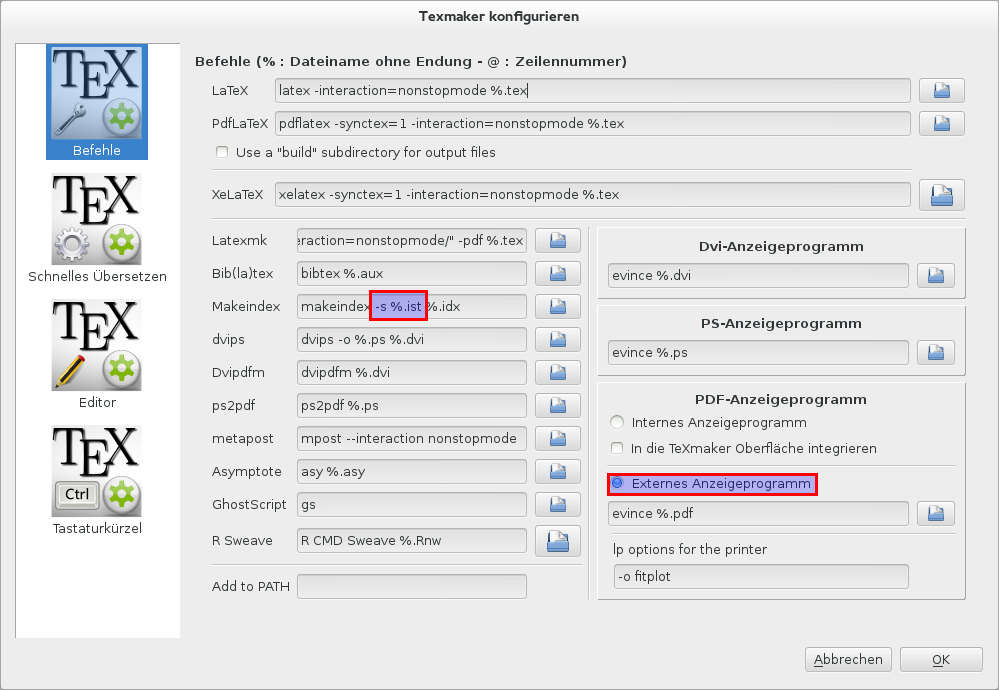 Texmaker konfigurieren
TEX
Befehle
TEX
Schnelles Übersetzen
TEX
Editor
TEX
Ctrl
Tastaturkürzel
Befehle (% : Dateiname ohne Endung - @ : Zeilennummer)
LaTeX latex -interaction=nonstopmode %.tex
PdfLaTeX pdflatex -synctex=1 -interaction=nonstopmode %.tex
Use a "build" subdirectory for output files
XeLaTeX xelatex -synctex=1 -interaction=nonstopmode %.tex
Latexmk eraction=nonstopmode/" -pdf %.tex
Bib(la)tex bibtex %.aux
Makeindex makeindex -s %.ist %.idx
dvips dvips -o %.ps %.dvi
Dvipdfm dvipdfm %.dvi
ps2pdf ps2pdf %.ps
metapost mpost --interaction nonstopmode
Asymptote asy %.asy
GhostScript gs
R Sweave R CMD Sweave %.Rnw
Add to PATH
Dvi-Anzeigeprogramm
evince %.dvi
PS-Anzeigeprogramm
evince %.ps
PDF-Anzeigeprogramm
Internes Anzeigeprogramm
In die TeXmaker Oberfläche integrieren
Externes Anzeigeprogramm
evince %.pdf
lp options for the printer
-o fitplot
Abbrechen
OK